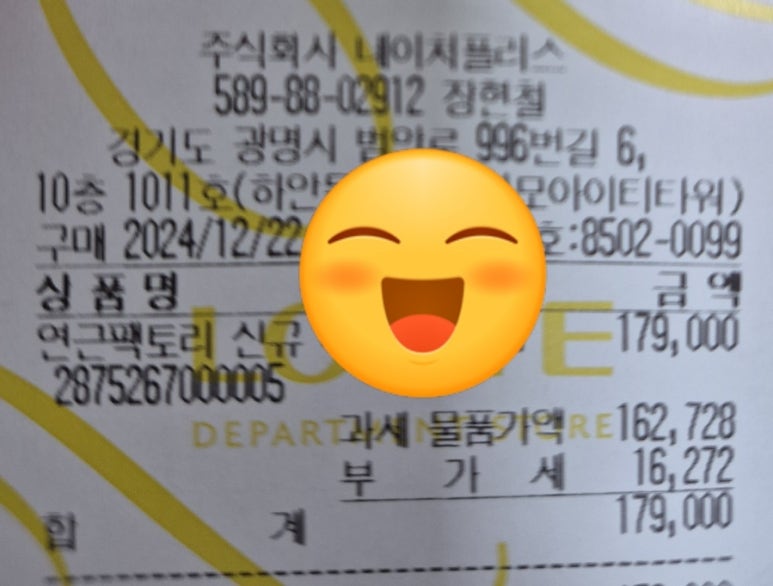 주식회사 네이처플러스
589-88-02912 장현철
경기도 광명시 범안로 996번길 6,
10층 1011호(하안 모아이티타워)
구매 2024/12/22 호:8502-0099
상 품 명 금 액
연근팩토리 신규 179,000
2875267000005
과세 물품가액 162,728
부 가 세 16,272
합 계 179,000
DEPARTMENT STORE